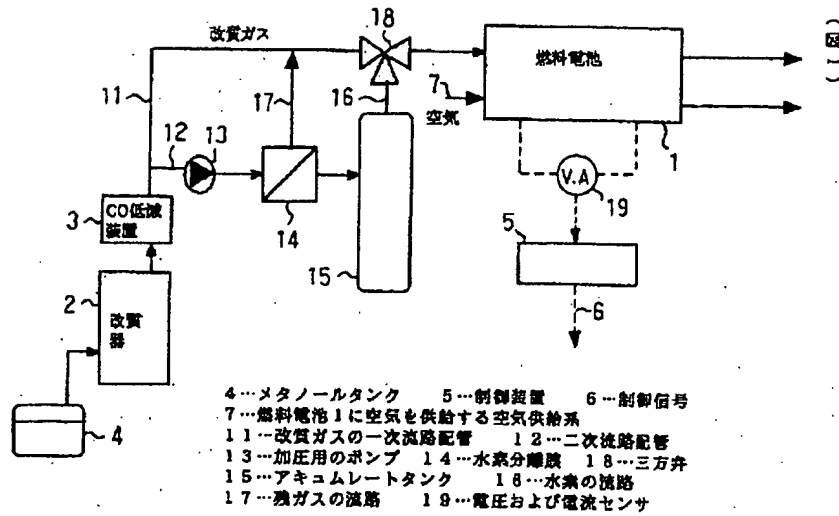 (図1)
改質ガス
18
11
17
16
燃料電池
7
空気
1
12
13
14
15
V.A
19
3
CO低減
装置
5
6
2
改質
器
4
4…メタノールタンク 5…制御装置 6…制御信号
7…燃料電池1に空気を供給する空気供給系
11…改質ガスの一次流路配管 12…二次流路配管
13…加圧用のポンプ 14…水素分離膜 18…三方弁
15…アキュムレートタンク 16…水素の流路
17…残ガスの流路 19…電圧および電流センサ